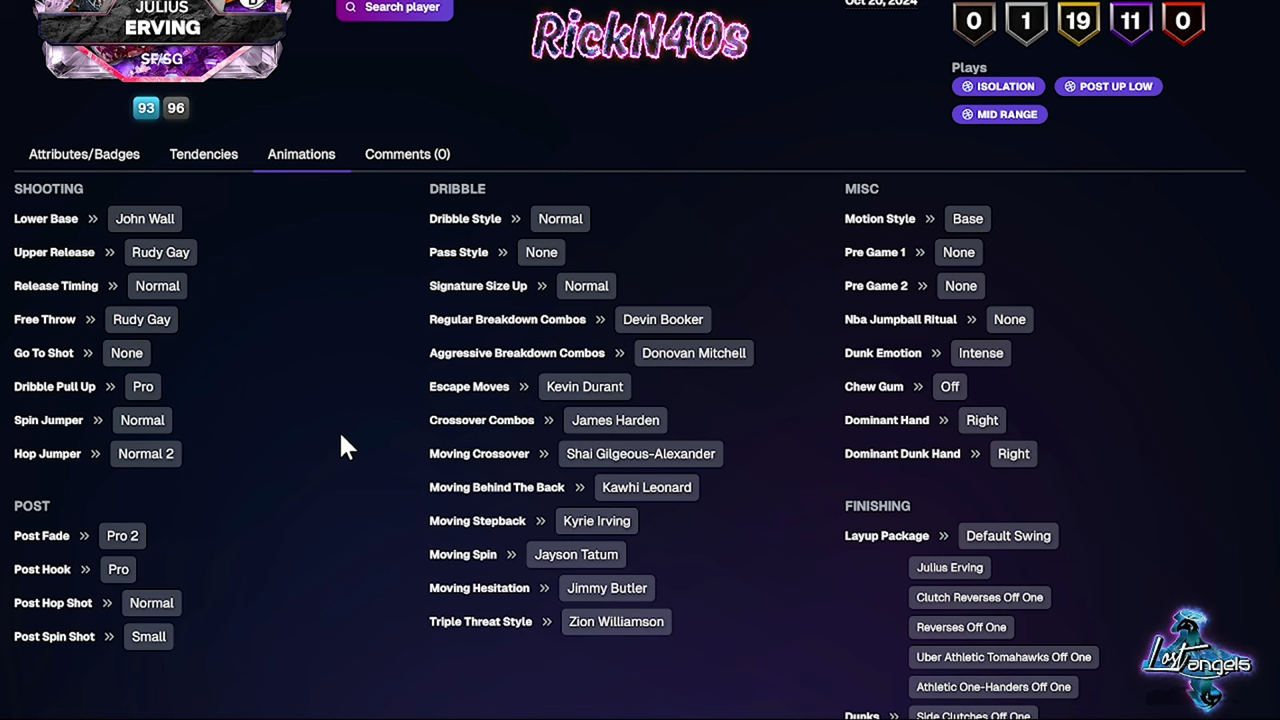 JULIUS
ERVING
SF/SG
93 96
Search player
RickN40s
Oct 20, 2024
0 1 19 11 0
Plays
ISOLATION
POST UP LOW
MID RANGE
Attributes/Badges
Tendencies
Animations
Comments (0)
SHOOTING
Lower Base » John Wall
Upper Release » Rudy Gay
Release Timing » Normal
Free Throw » Rudy Gay
Go To Shot » None
Dribble Pull Up » Pro
Spin Jumper » Normal
Hop Jumper » Normal 2
POST
Post Fade » Pro 2
Post Hook » Pro
Post Hop Shot » Normal
Post Spin Shot » Small
DRIBBLE
Dribble Style » Normal
Pass Style » None
Signature Size Up » Normal
Regular Breakdown Combos » Devin Booker
Aggressive Breakdown Combos » Donovan Mitchell
Escape Moves » Kevin Durant
Crossover Combos » James Harden
Moving Crossover » Shai Gilgeous-Alexander
Moving Behind The Back » Kawhi Leonard
Moving Stepback » Kyrie Irving
Moving Spin » Jayson Tatum
Moving Hesitation » Jimmy Butler
Triple Threat Style » Zion Williamson
MISC
Motion Style » Base
Pre Game 1 » None
Pre Game 2 » None
Nba Jumpball Ritual » None
Dunk Emotion » Intense
Chew Gum » Off
Dominant Hand » Right
Dominant Dunk Hand » Right
FINISHING
Layup Package » Default Swing
Julius Erving
Clutch Reverses Off One
Reverses Off One
Uber Athletic Tomahawks Off One
Athletic One-Handers Off One
Dunks » Side Clutches Off One
Lost angels